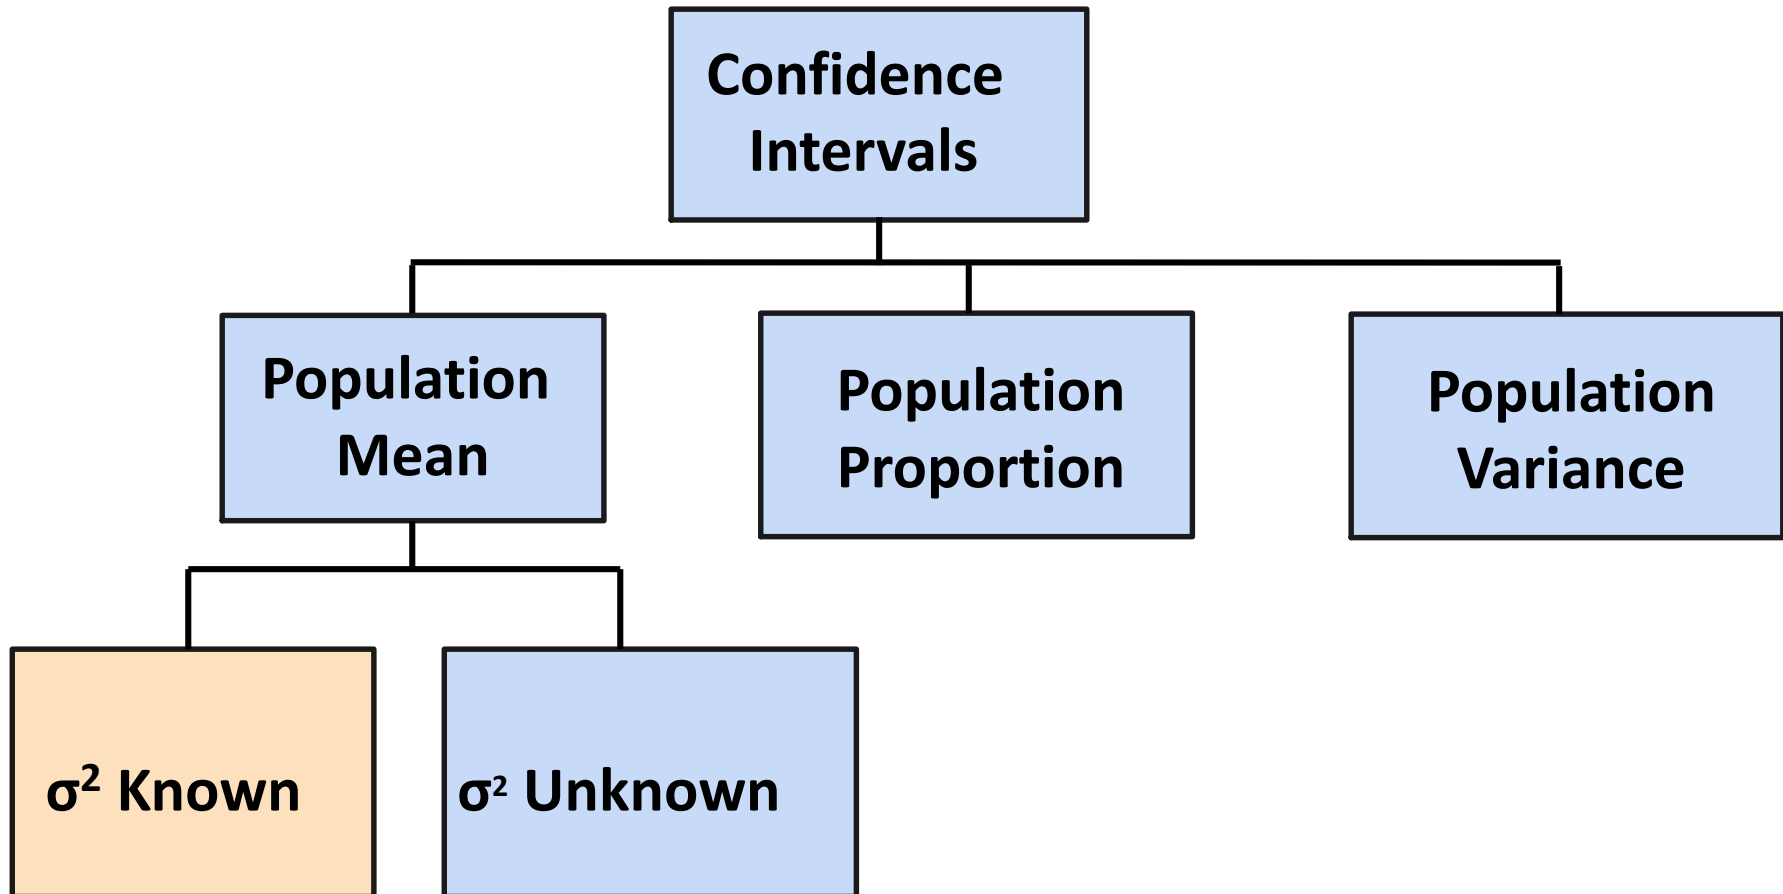 Confidence
Intervals
Population
Mean
Population
Proportion
Population
Variance
σ² Known
σ² Unknown